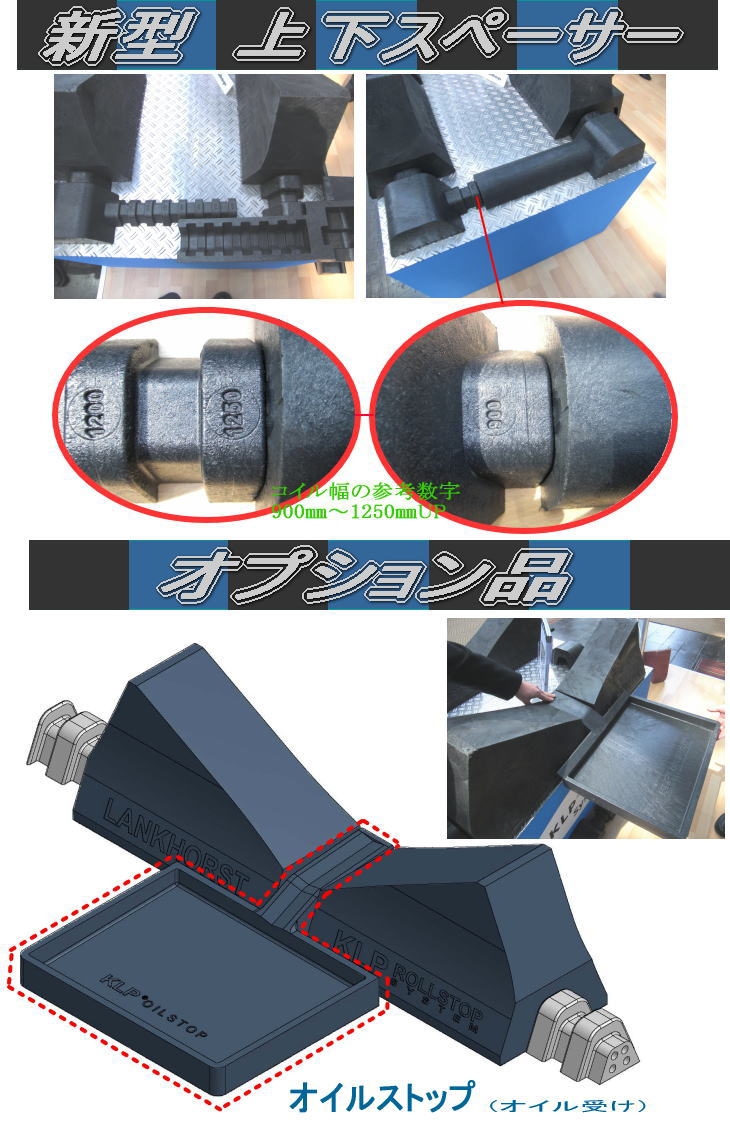 新型 上下スペーサー
1200
1250
900
コイル幅の参考数字
900mm～1250mmUP
オプション品
KLP
LANKHORST
KLP ROLLSTOP
SYSTEM
KLP®OILSTOP
オイルストップ (オイル受け)